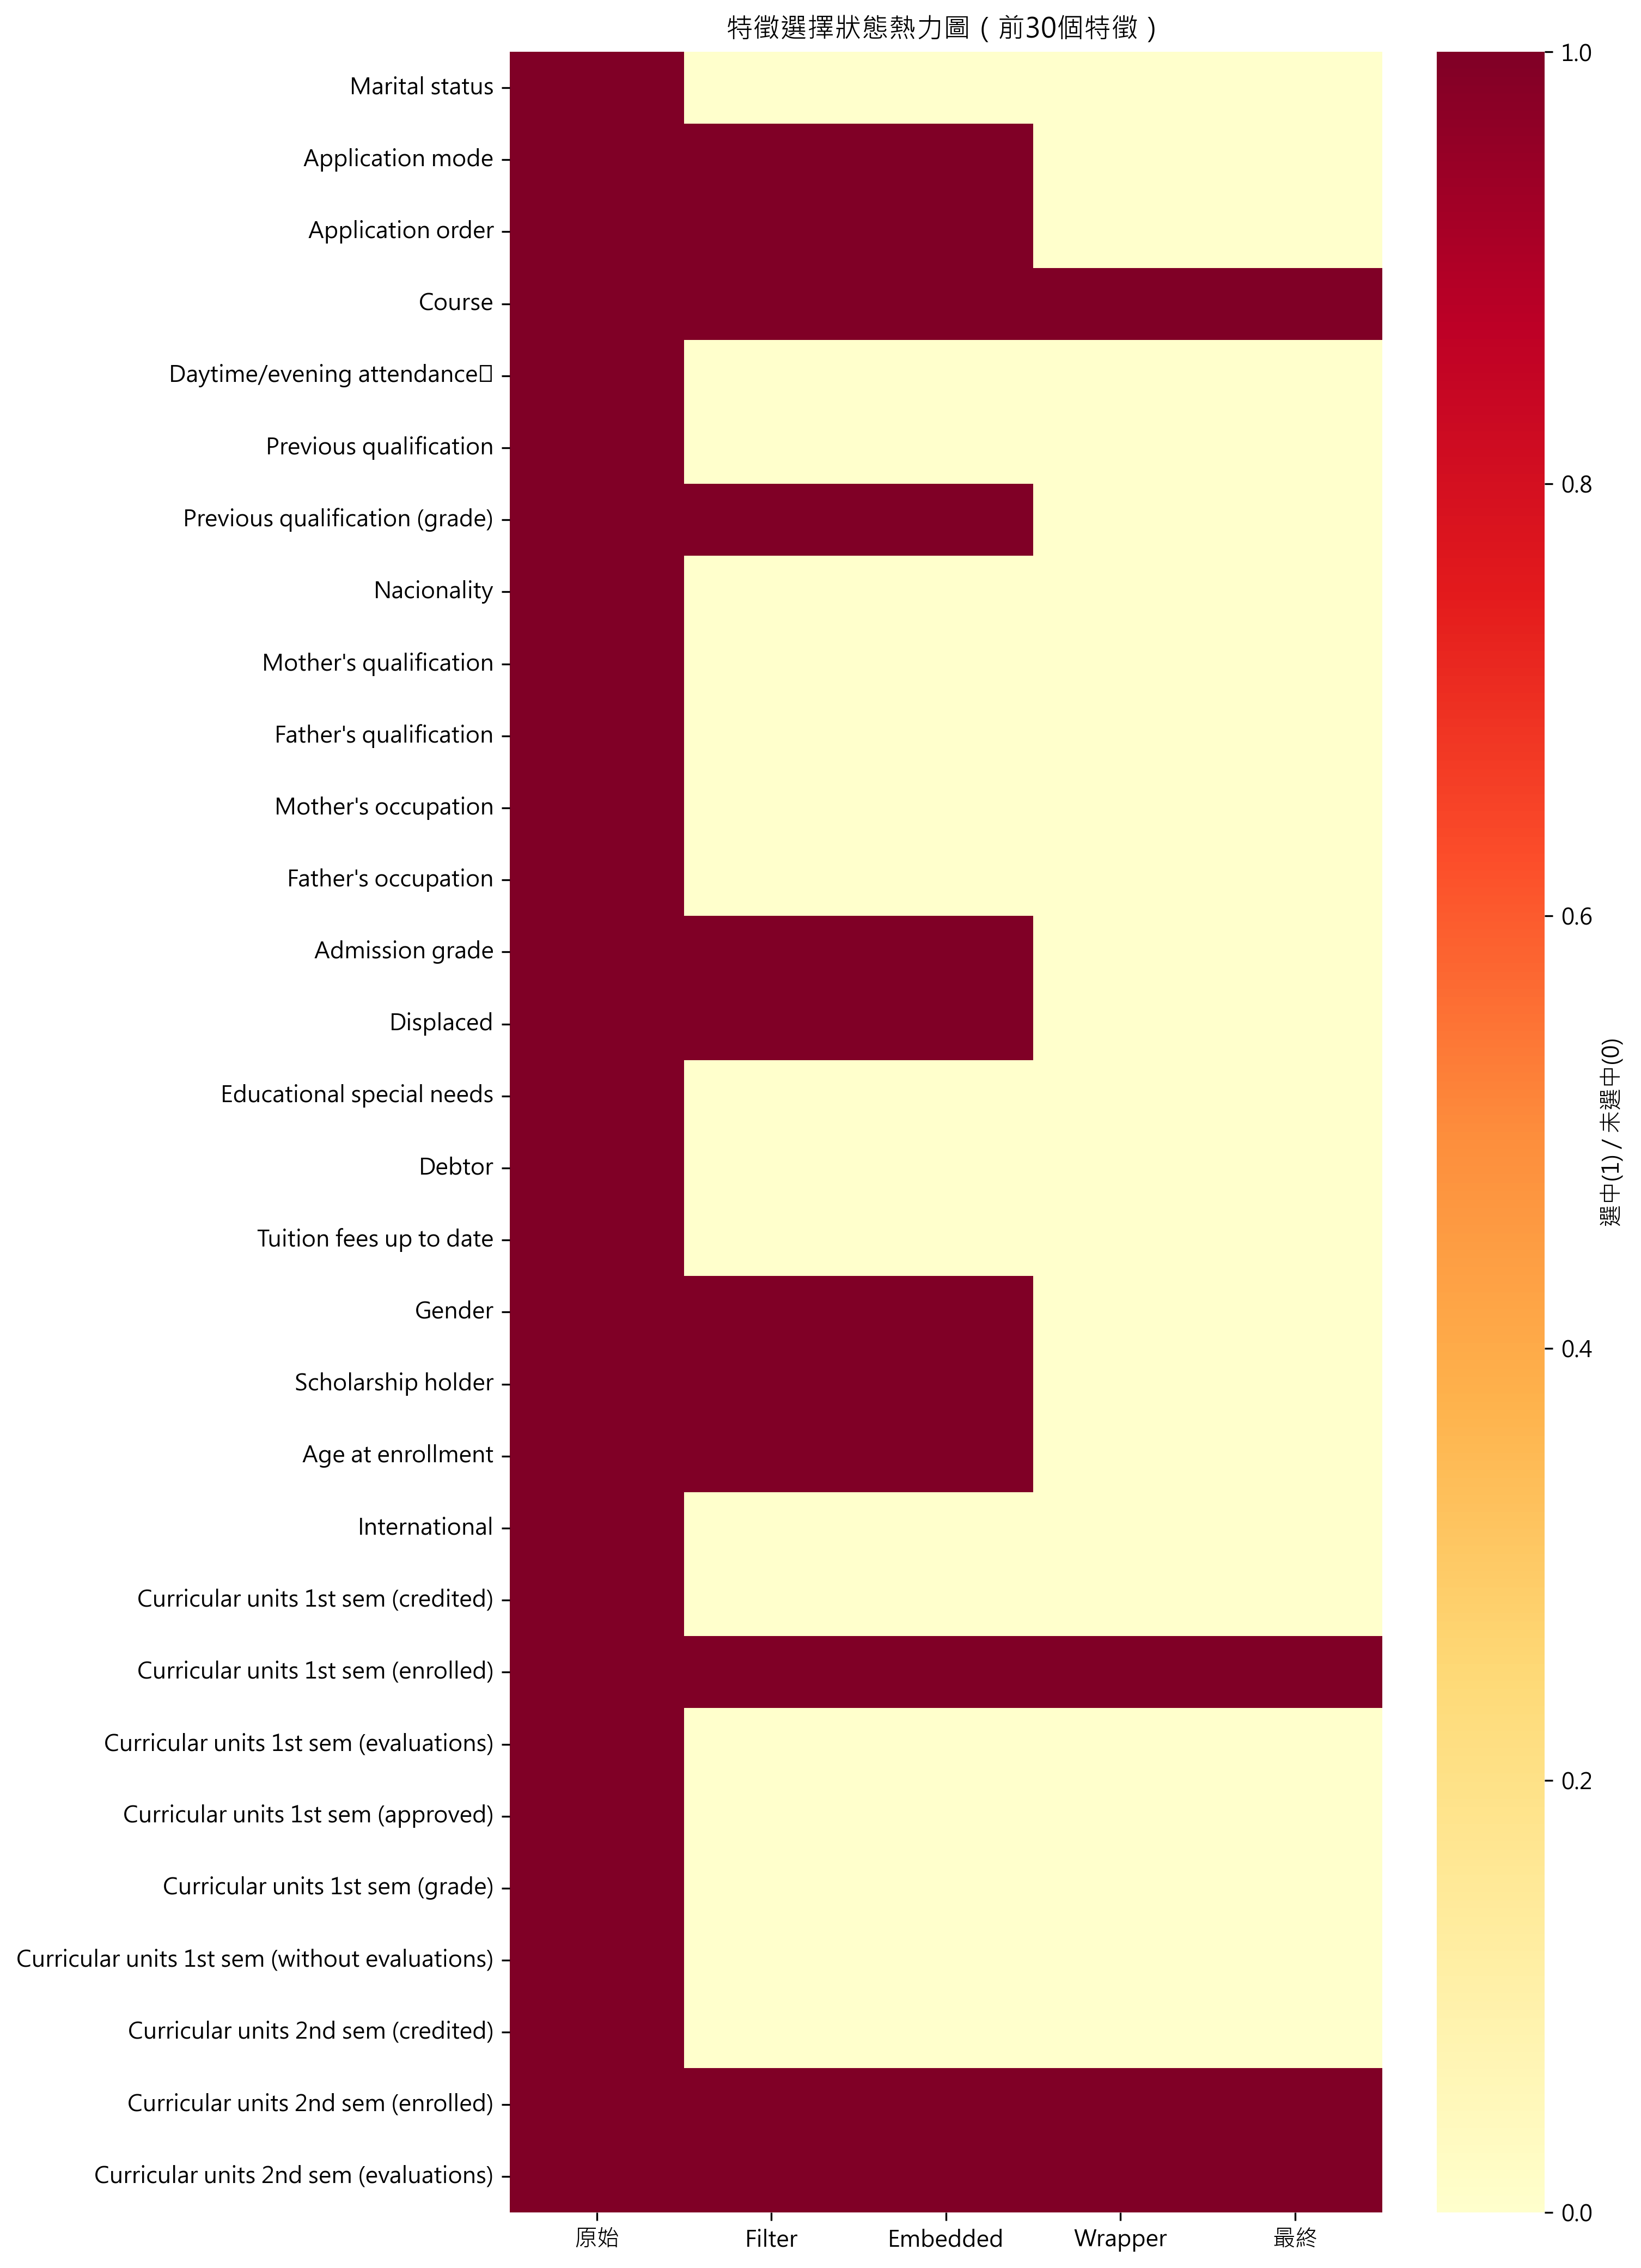 特徵選擇狀態熱力圖（前30個特徵）
Marital status
Application mode
Application order
Course
Daytime/evening attendance
Previous qualification
Previous qualification (grade)
Nacionality
Mother's qualification
Father's qualification
Mother's occupation
Father's occupation
Admission grade
Displaced
Educational special needs
Debtor
Tuition fees up to date
Gender
Scholarship holder
Age at enrollment
International
Curricular units 1st sem (credited)
Curricular units 1st sem (enrolled)
Curricular units 1st sem (evaluations)
Curricular units 1st sem (approved)
Curricular units 1st sem (grade)
Curricular units 1st sem (without evaluations)
Curricular units 2nd sem (credited)
Curricular units 2nd sem (enrolled)
Curricular units 2nd sem (evaluations)
原始 Filter Embedded Wrapper 最終
1.0
0.8
0.6
0.4
0.2
0.0
選中(1) / 未選中(0)